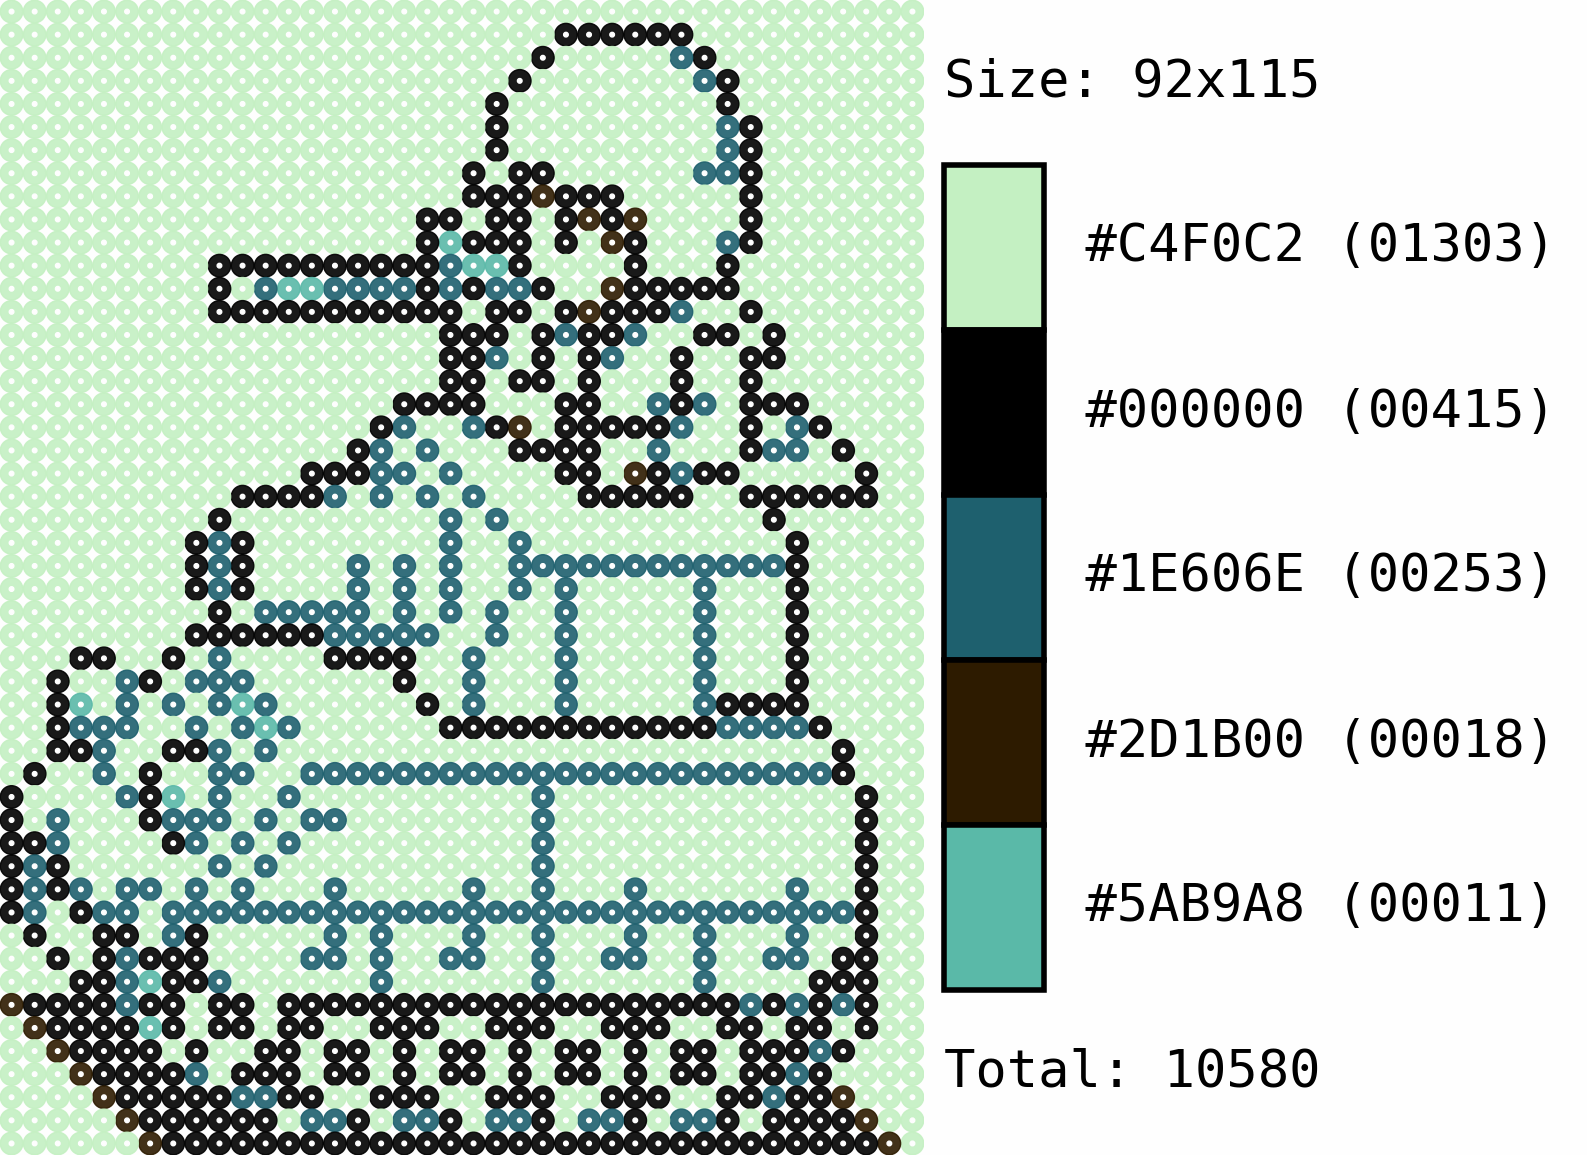 Size: 92x115
#C4F0C2 (01303)
#000000 (00415)
#1E606E (00253)
#2D1B00 (00018)
#5AB9A8 (00011)
Total: 10580